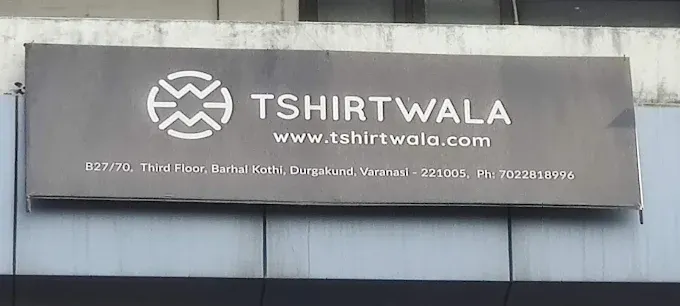 TSHIRTWALA
www.tshirtwala.com
B27/70, Third Floor, Barhal Kothi, Durgakund, Varanasi - 221005, Ph: 7022818996